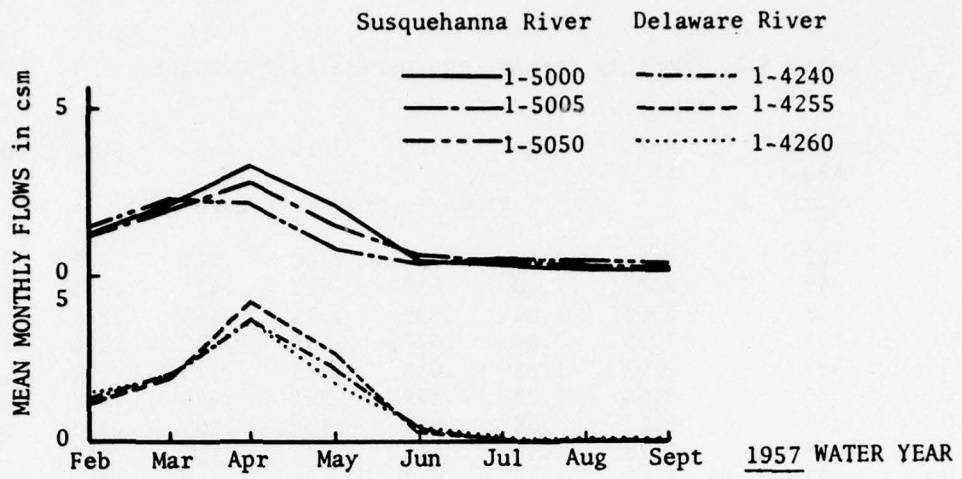 Susquehanna River Delaware River
1-5000 1-4240
1-5005 1-4255
1-5050 1-4260
MEAN MONTHLY FLOWS in csm
5
0
5
0
Feb Mar Apr May Jun Jul Aug Sept
1957 WATER YEAR